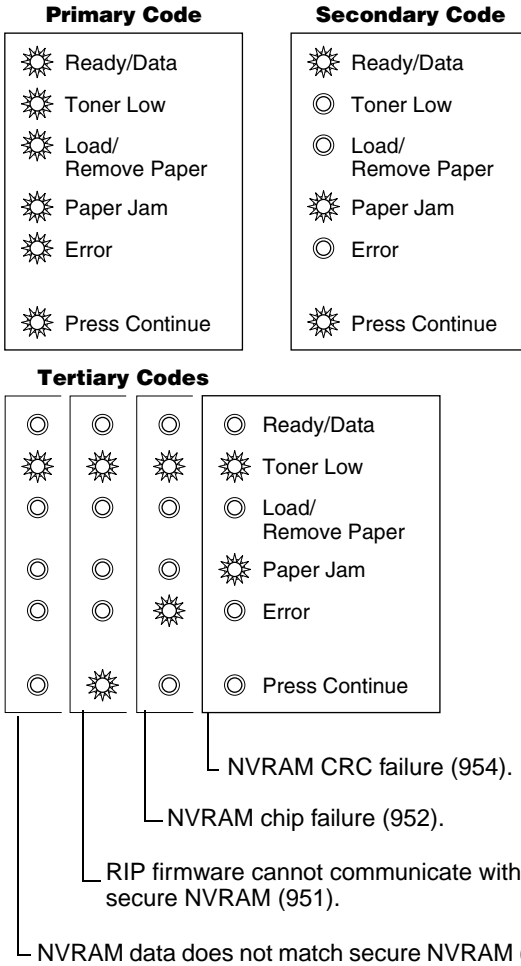 Primary Code
Ready/Data
Toner Low
Load/
Remove Paper
Paper Jam
Error
Press Continue
Secondary Code
Ready/Data
Toner Low
Load/
Remove Paper
Paper Jam
Error
Press Continue
Tertiary Codes
Ready/Data
Toner Low
Load/
Remove Paper
Paper Jam
Error
Press Continue
NVRAM CRC failure (954).
NVRAM chip failure (952).
RIP firmware cannot communicate with
secure NVRAM (951).
NVRAM data does not match secure NVRAM (